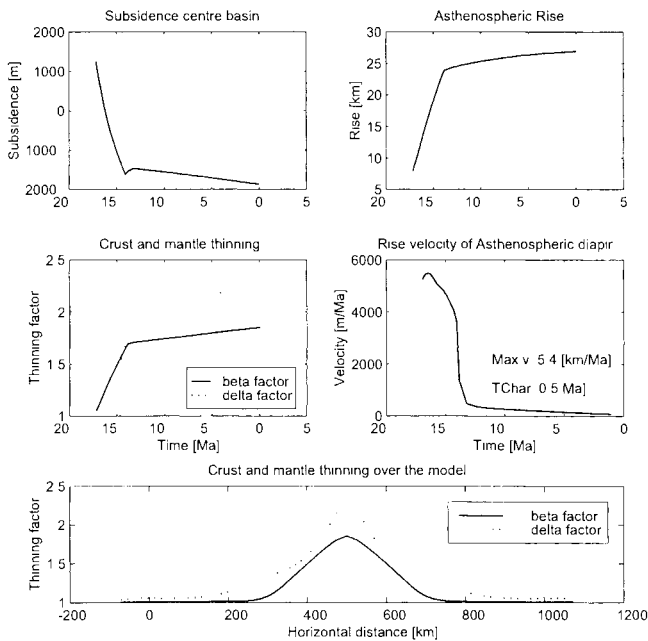 Subsidence centre basin
2000
1000
0
1000
2000
Subsidence [m]
20 15 10 5 0 5
Asthenospheric Rise
30
25
20
15
10
5
Rise [km]
20 15 10 5 0 5
Crust and mantle thinning
2 5
2
1 5
1
Thinning factor
beta factor
delta factor
20 15 10 5 0 5
Time [Ma]
Rise velocity of Asthenospheric diapir
6000
4000
2000
0
Velocity [m/Ma]
Max v 5 4 [km/Ma]
TChar 0 5 Ma]
20 15 10 5 0
Time [Ma]
Crust and mantle thinning over the model
2 5
2
1 5
1
Thinning factor
beta factor
delta factor
-200 0 200 400 600 800 1000 1200
Horizontal distance [km]